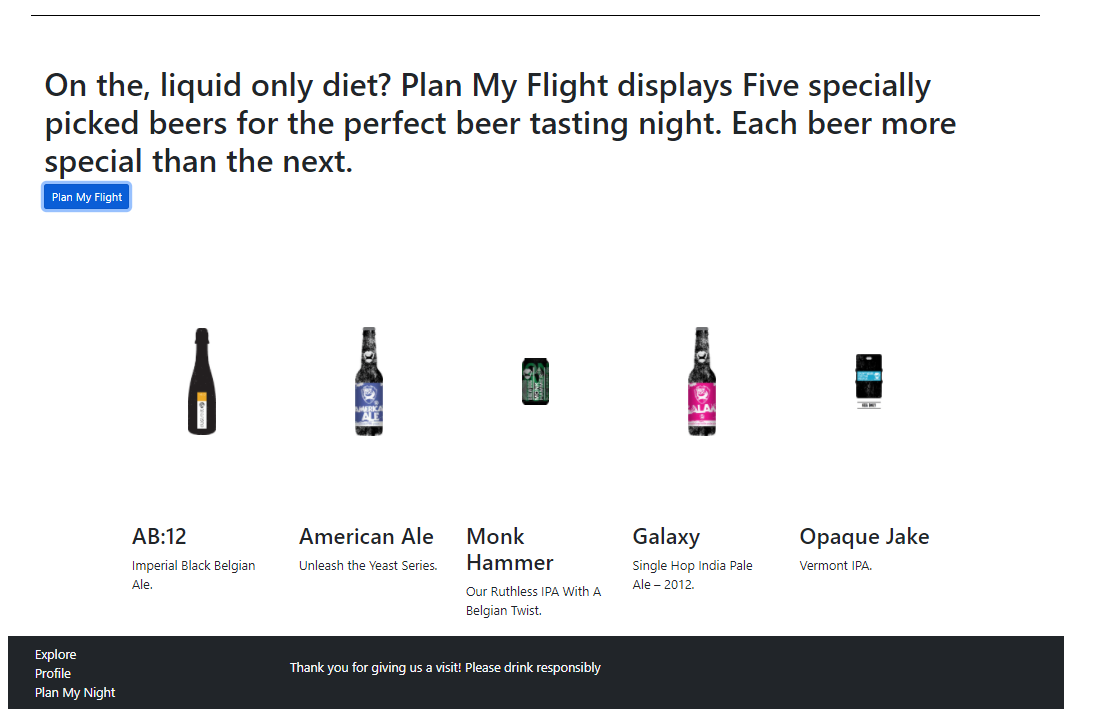 On the, liquid only diet? Plan My Flight displays Five specially
picked beers for the perfect beer tasting night. Each beer more
special than the next.
Plan My Flight
AMERICAN
ALE
GALAXY
AB:12
Imperial Black Belgian
Ale.
American Ale
Unleash the Yeast Series.
Monk
Hammer
Our Ruthless IPA With A
Belgian Twist.
Galaxy
Single Hop India Pale
Ale – 2012.
Opaque Jake
Vermont IPA.
Explore
Profile
Plan My Night
Thank you for giving us a visit! Please drink responsibly